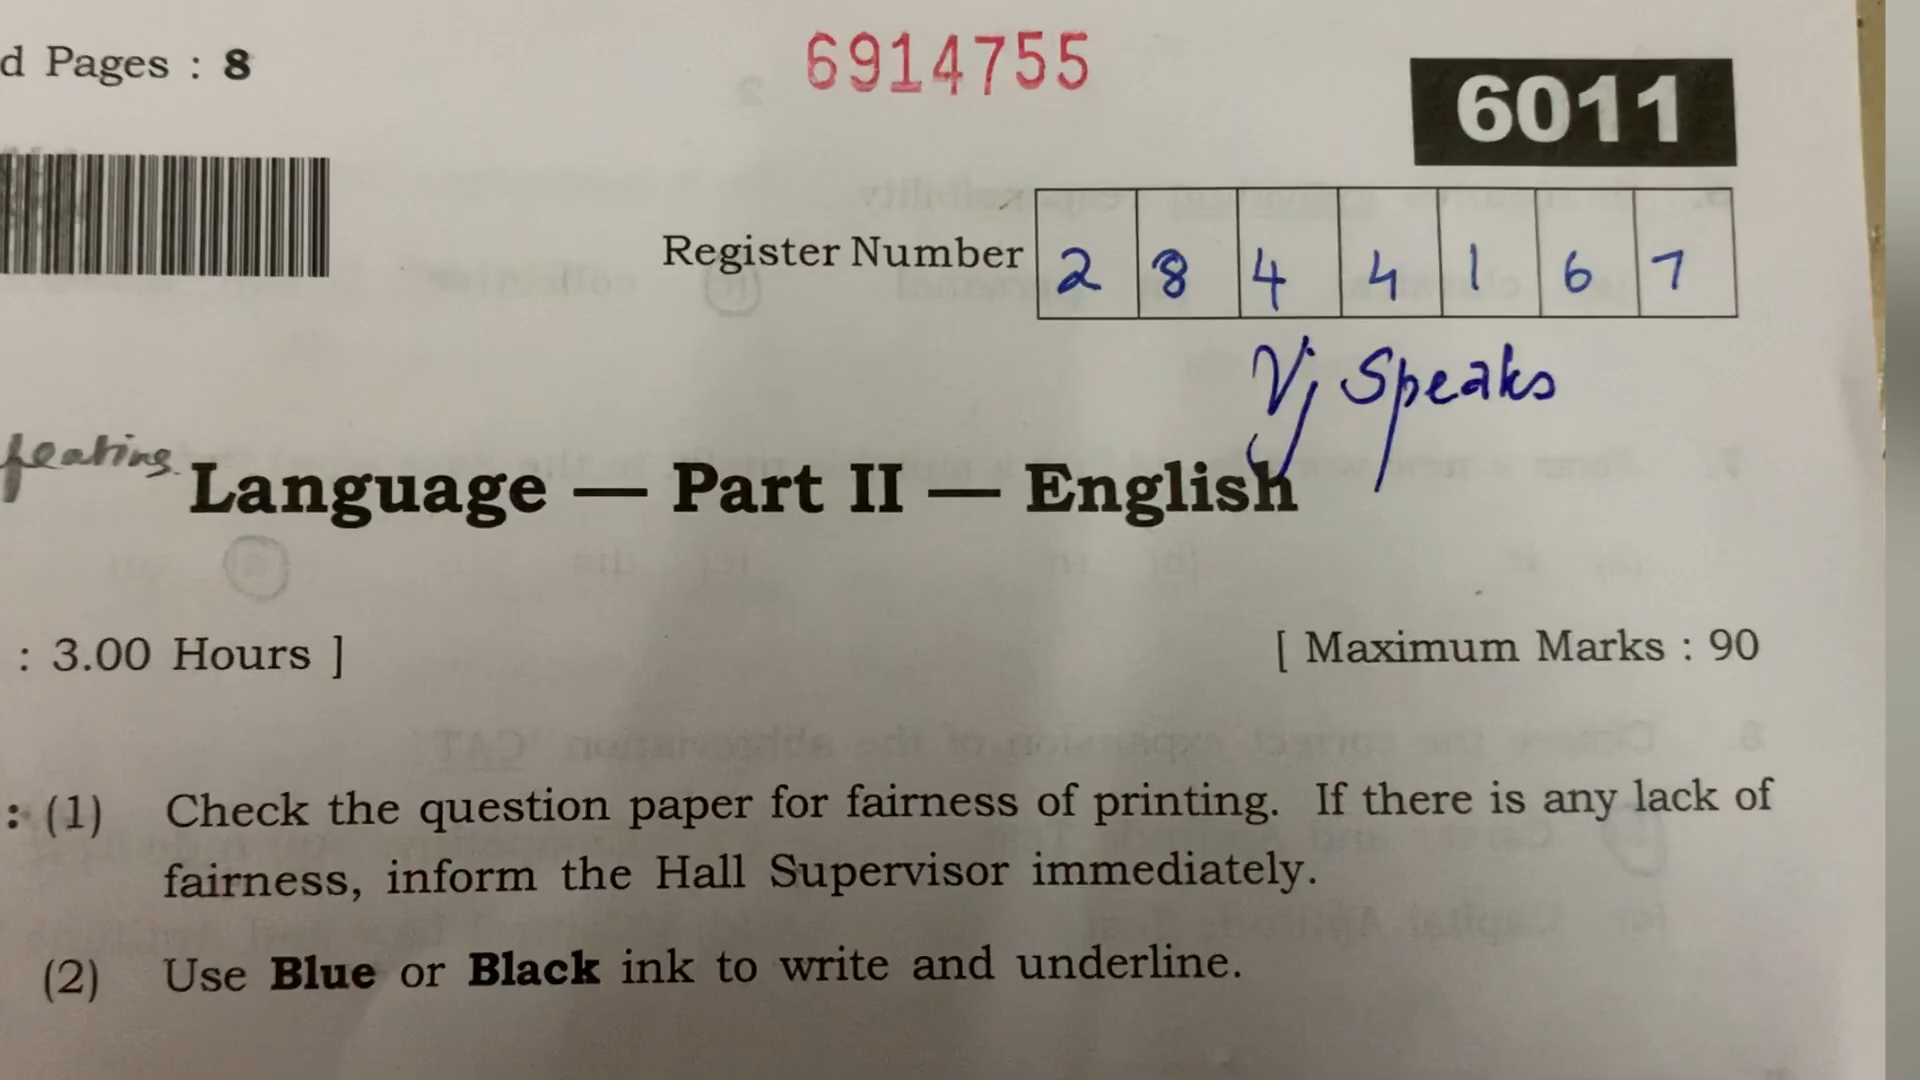 d Pages : 8
6914755
6011
Register Number 2 8 4 4 1 6 7
Vj Speaks
Language — Part II — English
: 3.00 Hours ]
[ Maximum Marks : 90
: (1) Check the question paper for fairness of printing. If there is any lack of
fairness, inform the Hall Supervisor immediately.
(2) Use Blue or Black ink to write and underline.